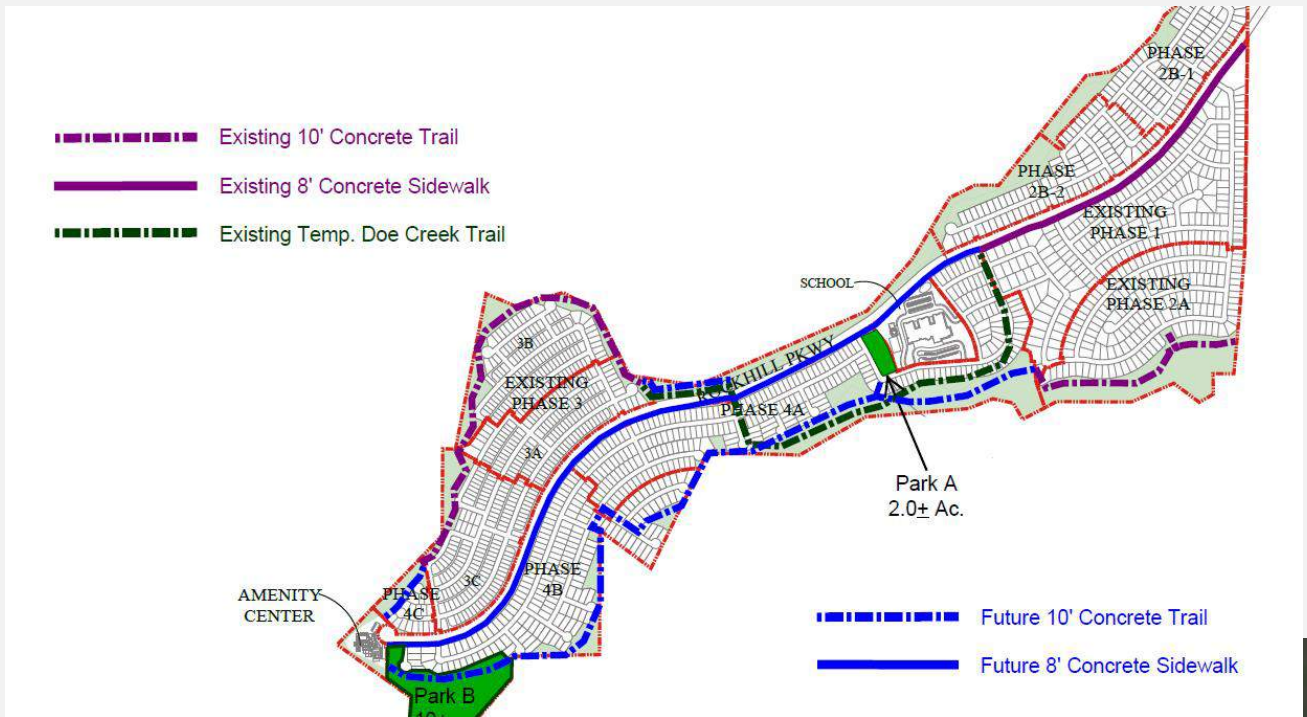 PHASE
2B-1
Existing 10' Concrete Trail
Existing 8' Concrete Sidewalk
Existing Temp. Doe Creek Trail
PHASE
2B-2
EXISTING
PHASE 1
EXISTING
PHASE 2A
SCHOOL
3B
EXISTING
PHASE 3
ROCKHILL PKWY
PHASE 4A
3A
Park A
2.0± Ac.
PHASE
4B
3C
PHASE
4C
AMENITY
CENTER
Future 10' Concrete Trail
Future 8' Concrete Sidewalk
Park B